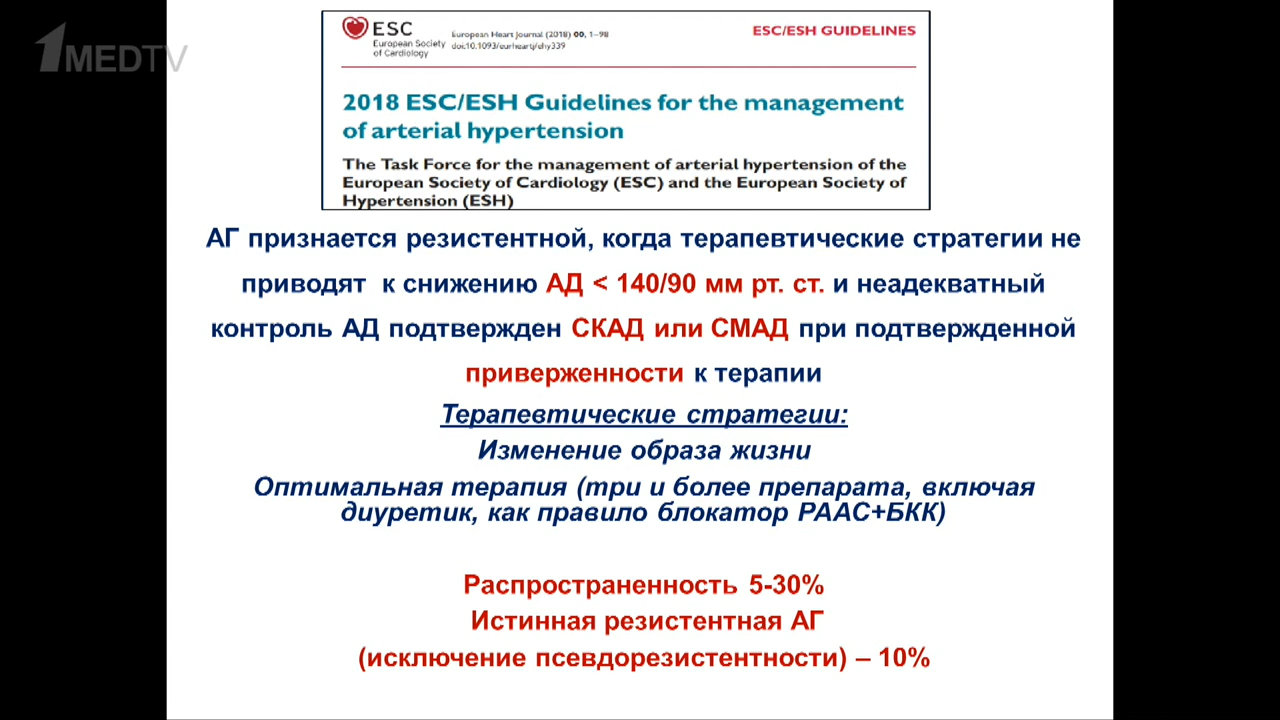 1MEDTV
ESC
European Society
of Cardiology
European Heart Journal (2018) 00, 1–98
doi:10.1093/eurheartj/ehy339
ESC/ESH GUIDELINES
2018 ESC/ESH Guidelines for the management
of arterial hypertension
The Task Force for the management of arterial hypertension of the
European Society of Cardiology (ESC) and the European Society of
Hypertension (ESH)
АГ признается резистентной, когда терапевтические стратегии не
приводят к снижению АД < 140/90 мм рт. ст. и неадекватный
контроль АД подтвержден СКАД или СМАД при подтвержденной
приверженности к терапии
Терапевтические стратегии:
Изменение образа жизни
Оптимальная терапия (три и более препарата, включая
диуретик, как правило блокатор РААС+БКК)
Распространенность 5-30%
Истинная резистентная АГ
(исключение псевдорезистентности) – 10%